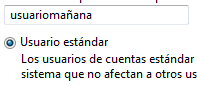 usuariomañana
Usuario estándar
Los usuarios de cuentas estándar
sistema que no afectan a otros us